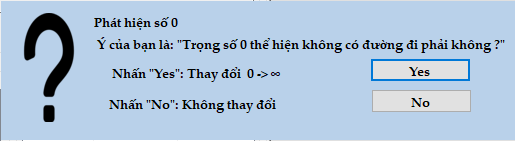 Phát hiện số 0
Ý của bạn là: "Trọng số 0 thể hiện không có đường đi phải không ?"
Nhấn "Yes": Thay đổi 0 -> ∞
Yes
Nhấn "No": Không thay đổi
No